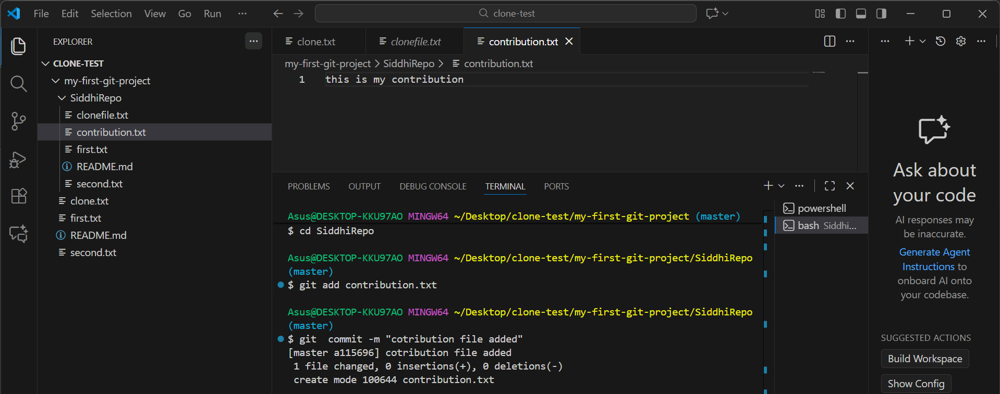 File Edit Selection View Go Run ··· clone-test
EXPLORER ···
CLONE-TEST
my-first-git-project
SiddhiRepo
clonefile.txt
contribution.txt
first.txt
README.md
second.txt
clone.txt
first.txt
README.md
second.txt
clone.txt clonefile.txt contribution.txt
my-first-git-project > SiddhiRepo > contribution.txt
1 this is my contribution
PROBLEMS OUTPUT DEBUG CONSOLE TERMINAL PORTS
Asus@DESKTOP-KKU97AO MINGW64 ~/Desktop/clone-test/my-first-git-project (master)
$ cd SiddhiRepo
Asus@DESKTOP-KKU97AO MINGW64 ~/Desktop/clone-test/my-first-git-project/SiddhiRepo
(master)
$ git add contribution.txt
Asus@DESKTOP-KKU97AO MINGW64 ~/Desktop/clone-test/my-first-git-project/SiddhiRepo
(master)
$ git  commit -m "cotribution file added"
[master a115696] cotribution file added
1 file changed, 0 insertions(+), 0 deletions(-)
create mode 100644 contribution.txt
powershell
bash Siddhi...
Ask about
your code
AI responses may
be inaccurate.
Generate Agent
Instructions to
onboard AI onto
your codebase.
SUGGESTED ACTIONS
Build Workspace
Show Config